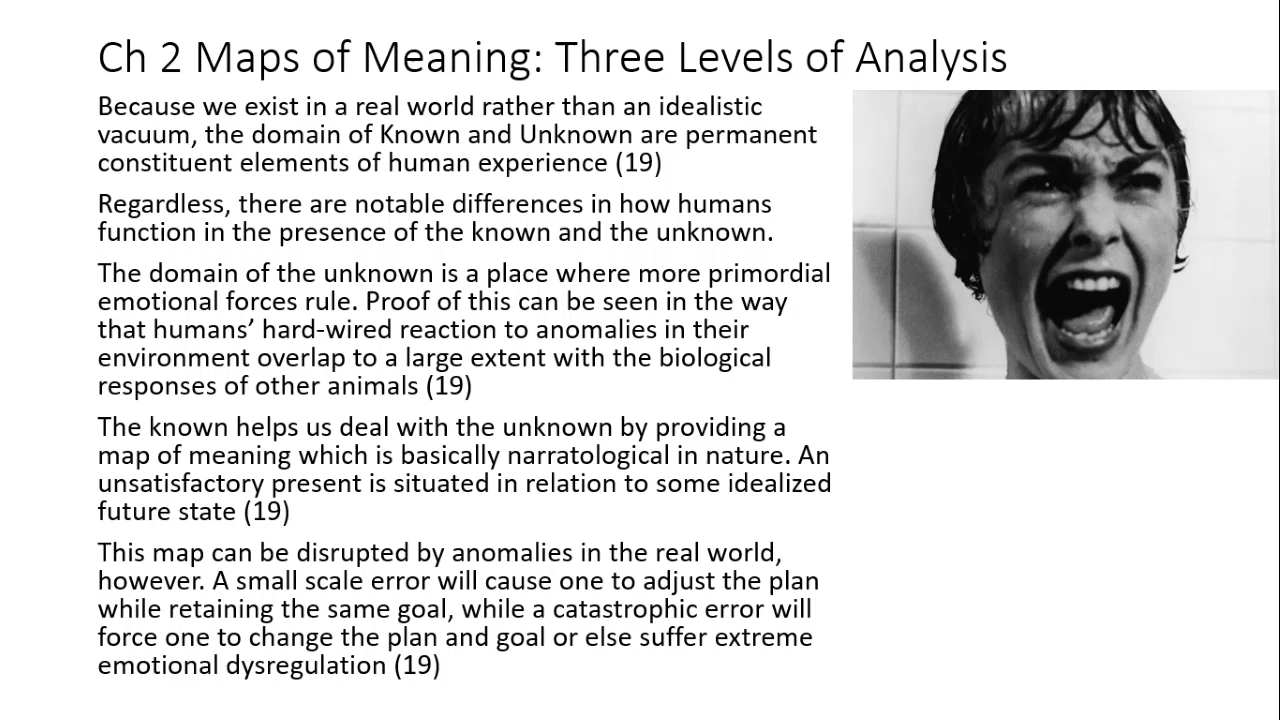 Ch 2 Maps of Meaning: Three Levels of Analysis
Because we exist in a real world rather than an idealistic
vacuum, the domain of Known and Unknown are permanent
constituent elements of human experience (19)
Regardless, there are notable differences in how humans
function in the presence of the known and the unknown.
The domain of the unknown is a place where more primordial
emotional forces rule. Proof of this can be seen in the way
that humans’ hard-wired reaction to anomalies in their
environment overlap to a large extent with the biological
responses of other animals (19)
The known helps us deal with the unknown by providing a
map of meaning which is basically narratological in nature. An
unsatisfactory present is situated in relation to some idealized
future state (19)
This map can be disrupted by anomalies in the real world,
however. A small scale error will cause one to adjust the plan
while retaining the same goal, while a catastrophic error will
force one to change the plan and goal or else suffer extreme
emotional dysregulation (19)